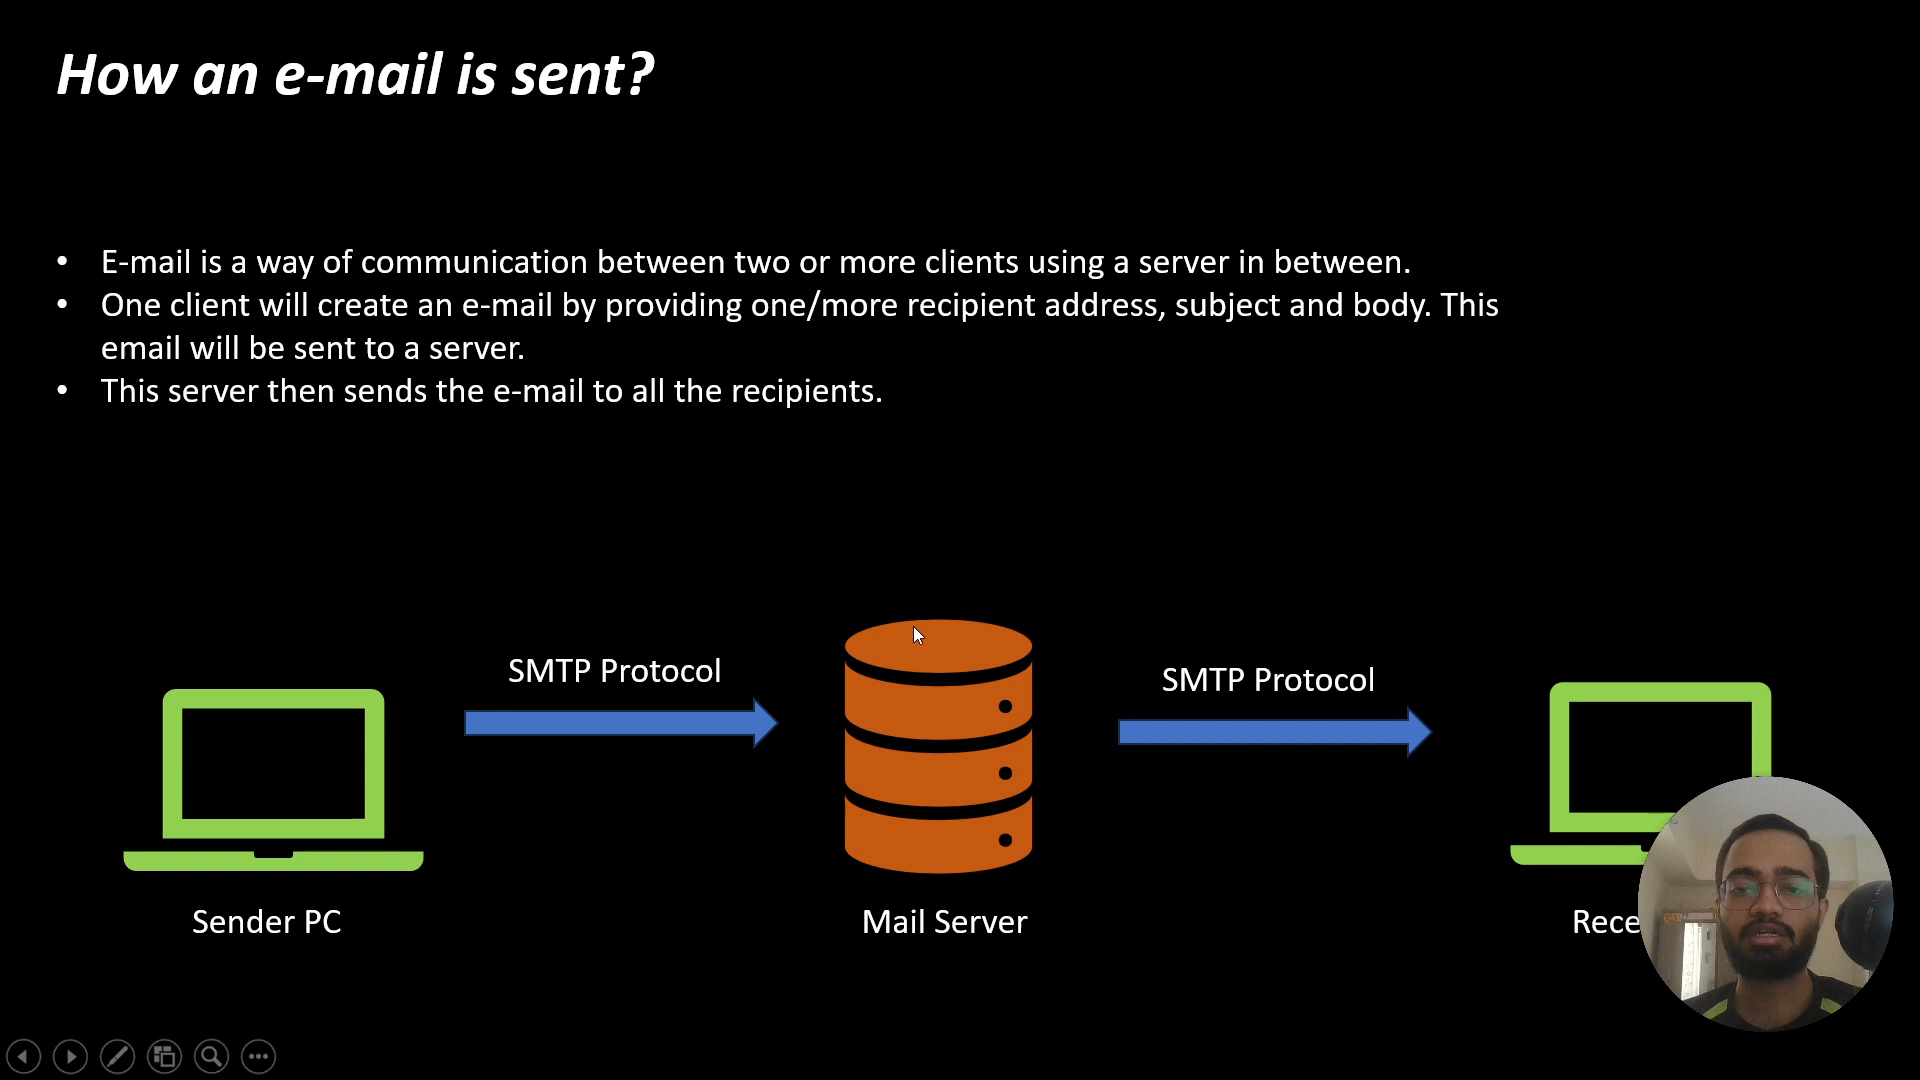 How an e-mail is sent?
• E-mail is a way of communication between two or more clients using a server in between.
• One client will create an e-mail by providing one/more recipient address, subject and body. This
email will be sent to a server.
• This server then sends the e-mail to all the recipients.
SMTP Protocol
SMTP Protocol
Sender PC
Mail Server